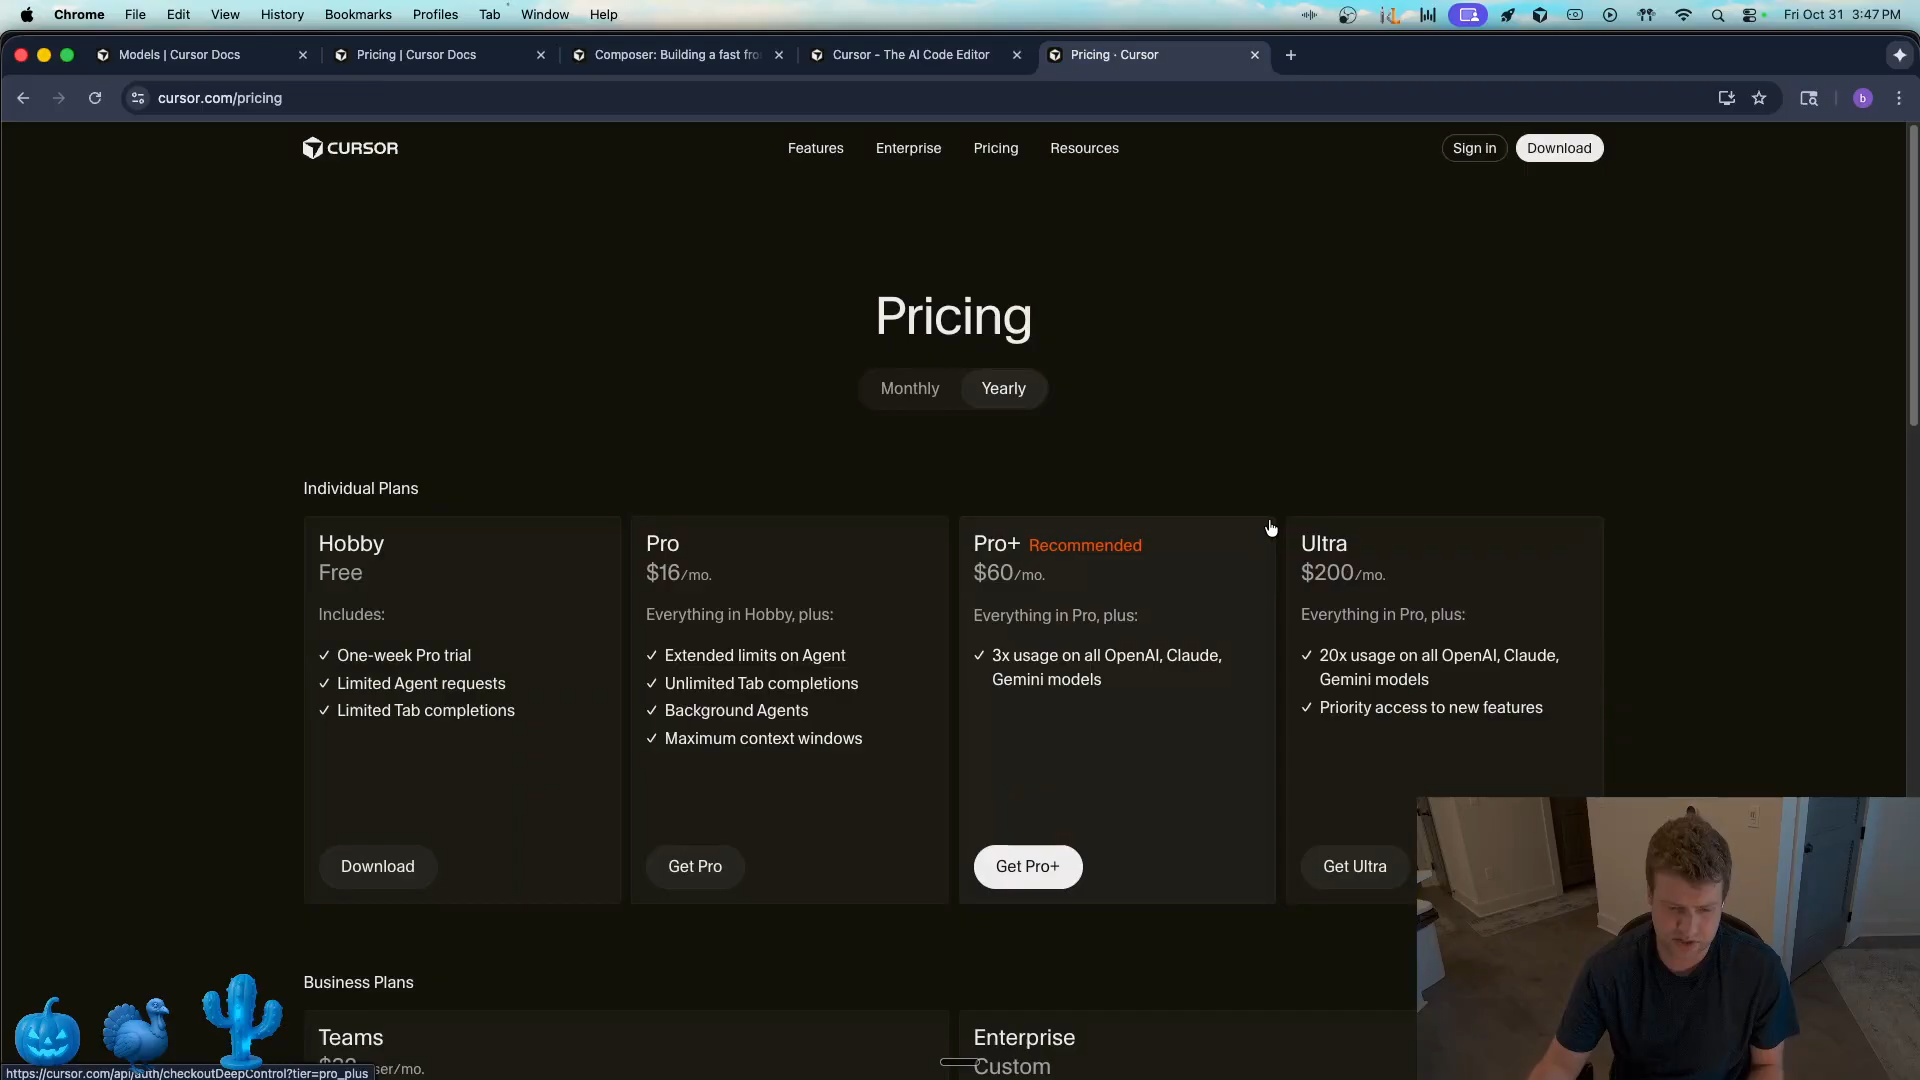 Chrome File Edit View History Bookmarks Profiles Tab Window Help Fri Oct 31 3:47 PM
Models | Cursor Docs Pricing | Cursor Docs Composer: Building a fast fro Cursor - The AI Code Editor Pricing · Cursor
cursor.com/pricing b
CURSOR Features Enterprise Pricing Resources Sign in Download
Pricing
Monthly Yearly
Individual Plans
Hobby
Free
Includes:
✓ One-week Pro trial
✓ Limited Agent requests
✓ Limited Tab completions
Download
Pro
$16/mo.
Everything in Hobby, plus:
✓ Extended limits on Agent
✓ Unlimited Tab completions
✓ Background Agents
✓ Maximum context windows
Get Pro
Pro+ Recommended
$60/mo.
Everything in Pro, plus:
✓ 3x usage on all OpenAI, Claude,
Gemini models
Get Pro+
Ultra
$200/mo.
Everything in Pro, plus:
✓ 20x usage on all OpenAI, Claude,
Gemini models
✓ Priority access to new features
Get Ultra
Business Plans
Teams
ser/mo.
Enterprise
Custom
https://cursor.com/api/auth/checkoutDeepControl?tier=pro_plus